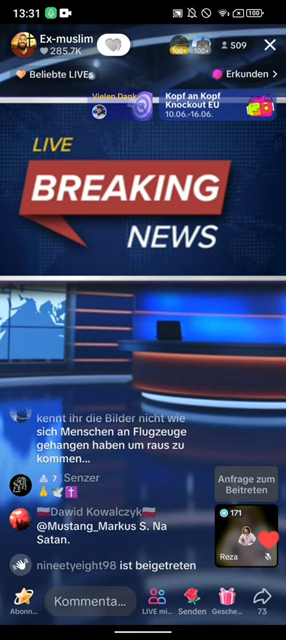 13:31
100
Ex-muslim
285.7K
100+
100+
509
Beliebte LIVEs
Erkunden >
Vielen Dank
Kopf an Kopf
Knockout EU
10.06.-16.06.
LIVE
BREAKING
NEWS
kennt ihr die Bilder nicht wie
sich Menschen an Flugzeuge
gehangen haben um raus zu
kommen...
7 Senzer
🙏🕊️✝️
Anfrage zum
Beitreten
🇵🇱Dawid Kowalczyk🇵🇱
@Mustang_Markus S. Na
Satan.
171
Reza
nineetyeight98 ist beigetreten
Abonn...
Kommenta...
LIVE mi...
Senden
Gesche...
73